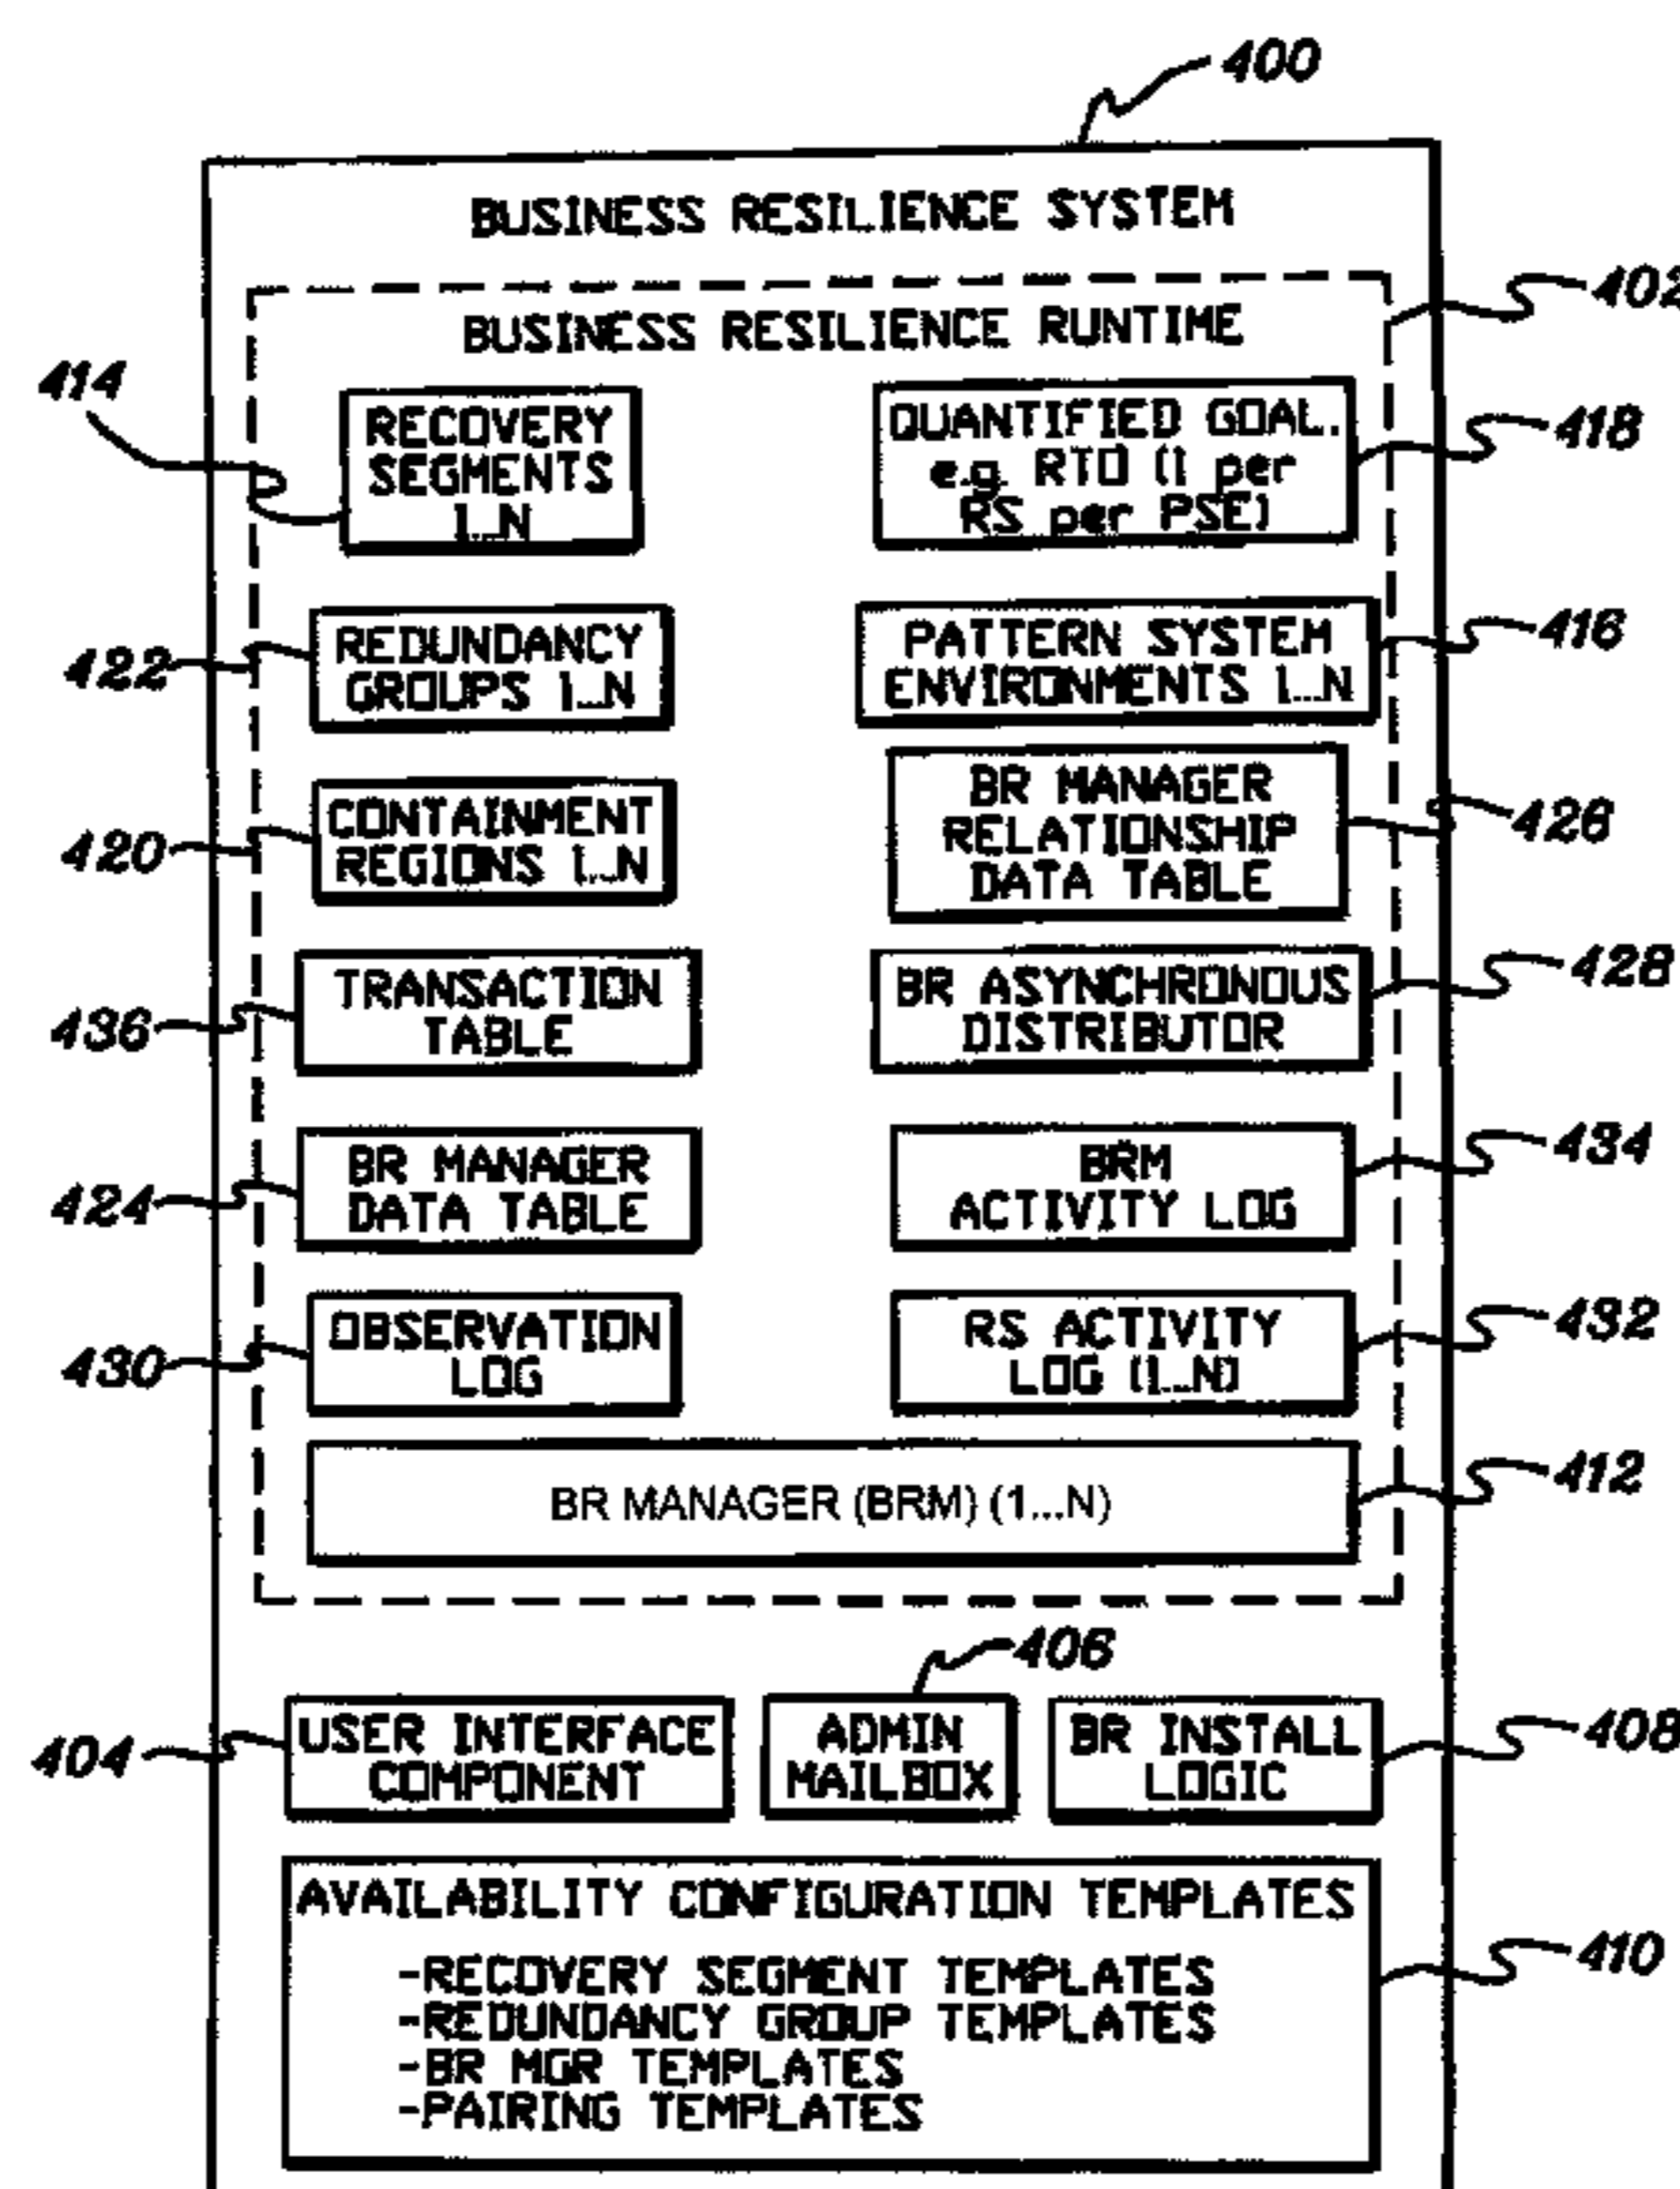 400
BUSINESS RESILIENCE SYSTEM
402
BUSINESS RESILIENCE RUNTIME
414
RECOVERY
SEGMENTS
1...N
QUANTIFIED GOAL.
e.g. RTO (1 per
RS per PSE)
418
422
REDUNDANCY
GROUPS 1...N
PATTERN SYSTEM
ENVIRONMENTS 1...N
416
420
CONTAINMENT
REGIONS 1...N
BR MANAGER
RELATIONSHIP
DATA TABLE
426
436
TRANSACTION
TABLE
BR ASYNCHRONOUS
DISTRIBUTOR
428
424
BR MANAGER
DATA TABLE
BRM
ACTIVITY LOG
434
430
OBSERVATION
LOG
RS ACTIVITY
LOG (1...N)
432
BR MANAGER (BRM) (1...N)
412
406
404
USER INTERFACE
COMPONENT
ADMIN
MAILBOX
BR INSTALL
LOGIC
408
AVAILABILITY CONFIGURATION TEMPLATES
-RECOVERY SEGMENT TEMPLATES
-REDUNDANCY GROUP TEMPLATES
-BR MGR TEMPLATES
-PAIRING TEMPLATES
410